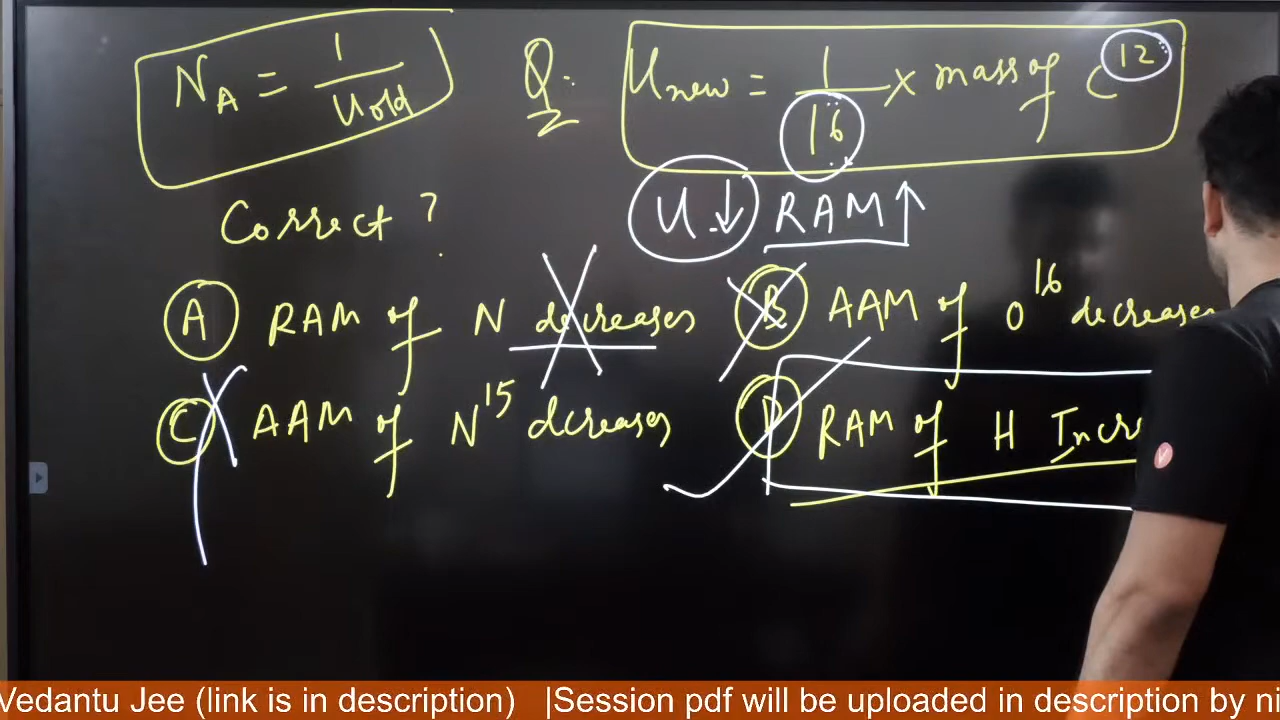 N_A = 1/u_old
Q. U_new = 1/16 × mass of C^12
U↓ RAM↑
Correct ?
(A) RAM of N decreases
(B) AAM of O^16 decreases
(C) AAM of N^15 dcreases
(D) RAM of H Incr
Vedantu Jee (link is in description) |Session pdf will be uploaded in description by ni